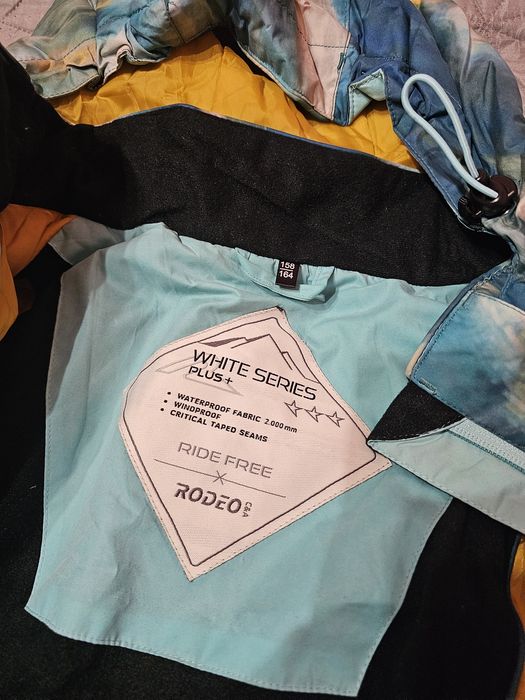 158
164
WHITE SERIES
PLUS+
• WATERPROOF FABRIC 2.000mm
• WINDPROOF
• CRITICAL TAPED SEAMS
RIDE FREE
X
RODEO C&A